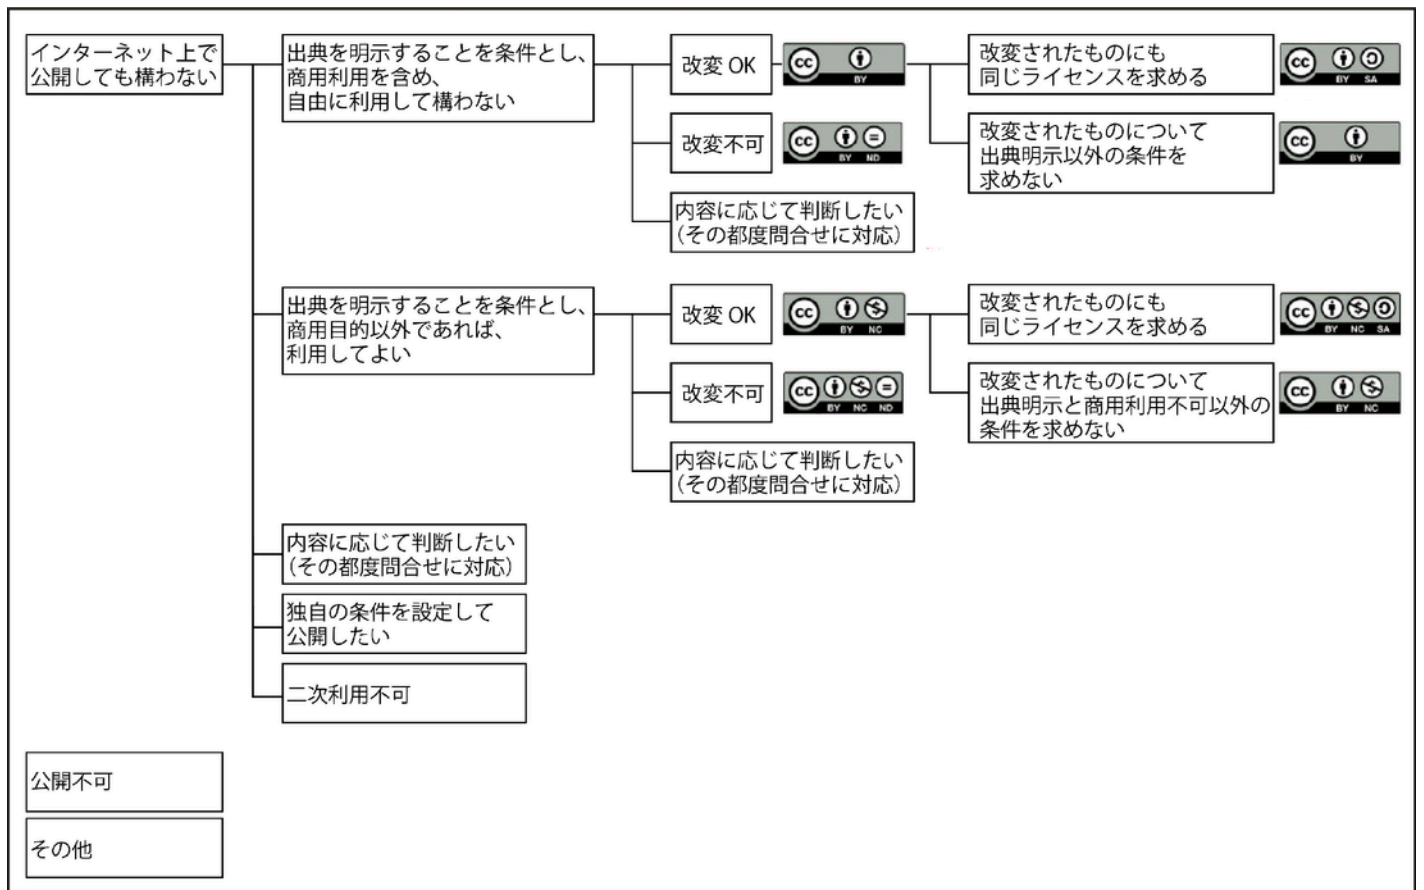 インターネット上で
公開しても構わない
出典を明示することを条件とし、
商用利用を含め、
自由に利用して構わない
改変 OK
cc
BY
改変されたものにも
同じライセンスを求める
cc
BY SA
改変されたものについて
出典明示以外の条件を
求めない
cc
BY
改変不可
cc
BY ND
内容に応じて判断したい
（その都度問合せに対応）
出典を明示することを条件とし、
商用目的以外であれば、
利用してよい
改変 OK
cc
BY NC
改変されたものにも
同じライセンスを求める
cc
BY NC SA
改変されたものについて
出典明示と商用利用不可以外の
条件を求めない
cc
BY NC
改変不可
cc
BY NC ND
内容に応じて判断したい
（その都度問合せに対応）
内容に応じて判断したい
（その都度問合せに対応）
独自の条件を設定して
公開したい
二次利用不可
公開不可
その他